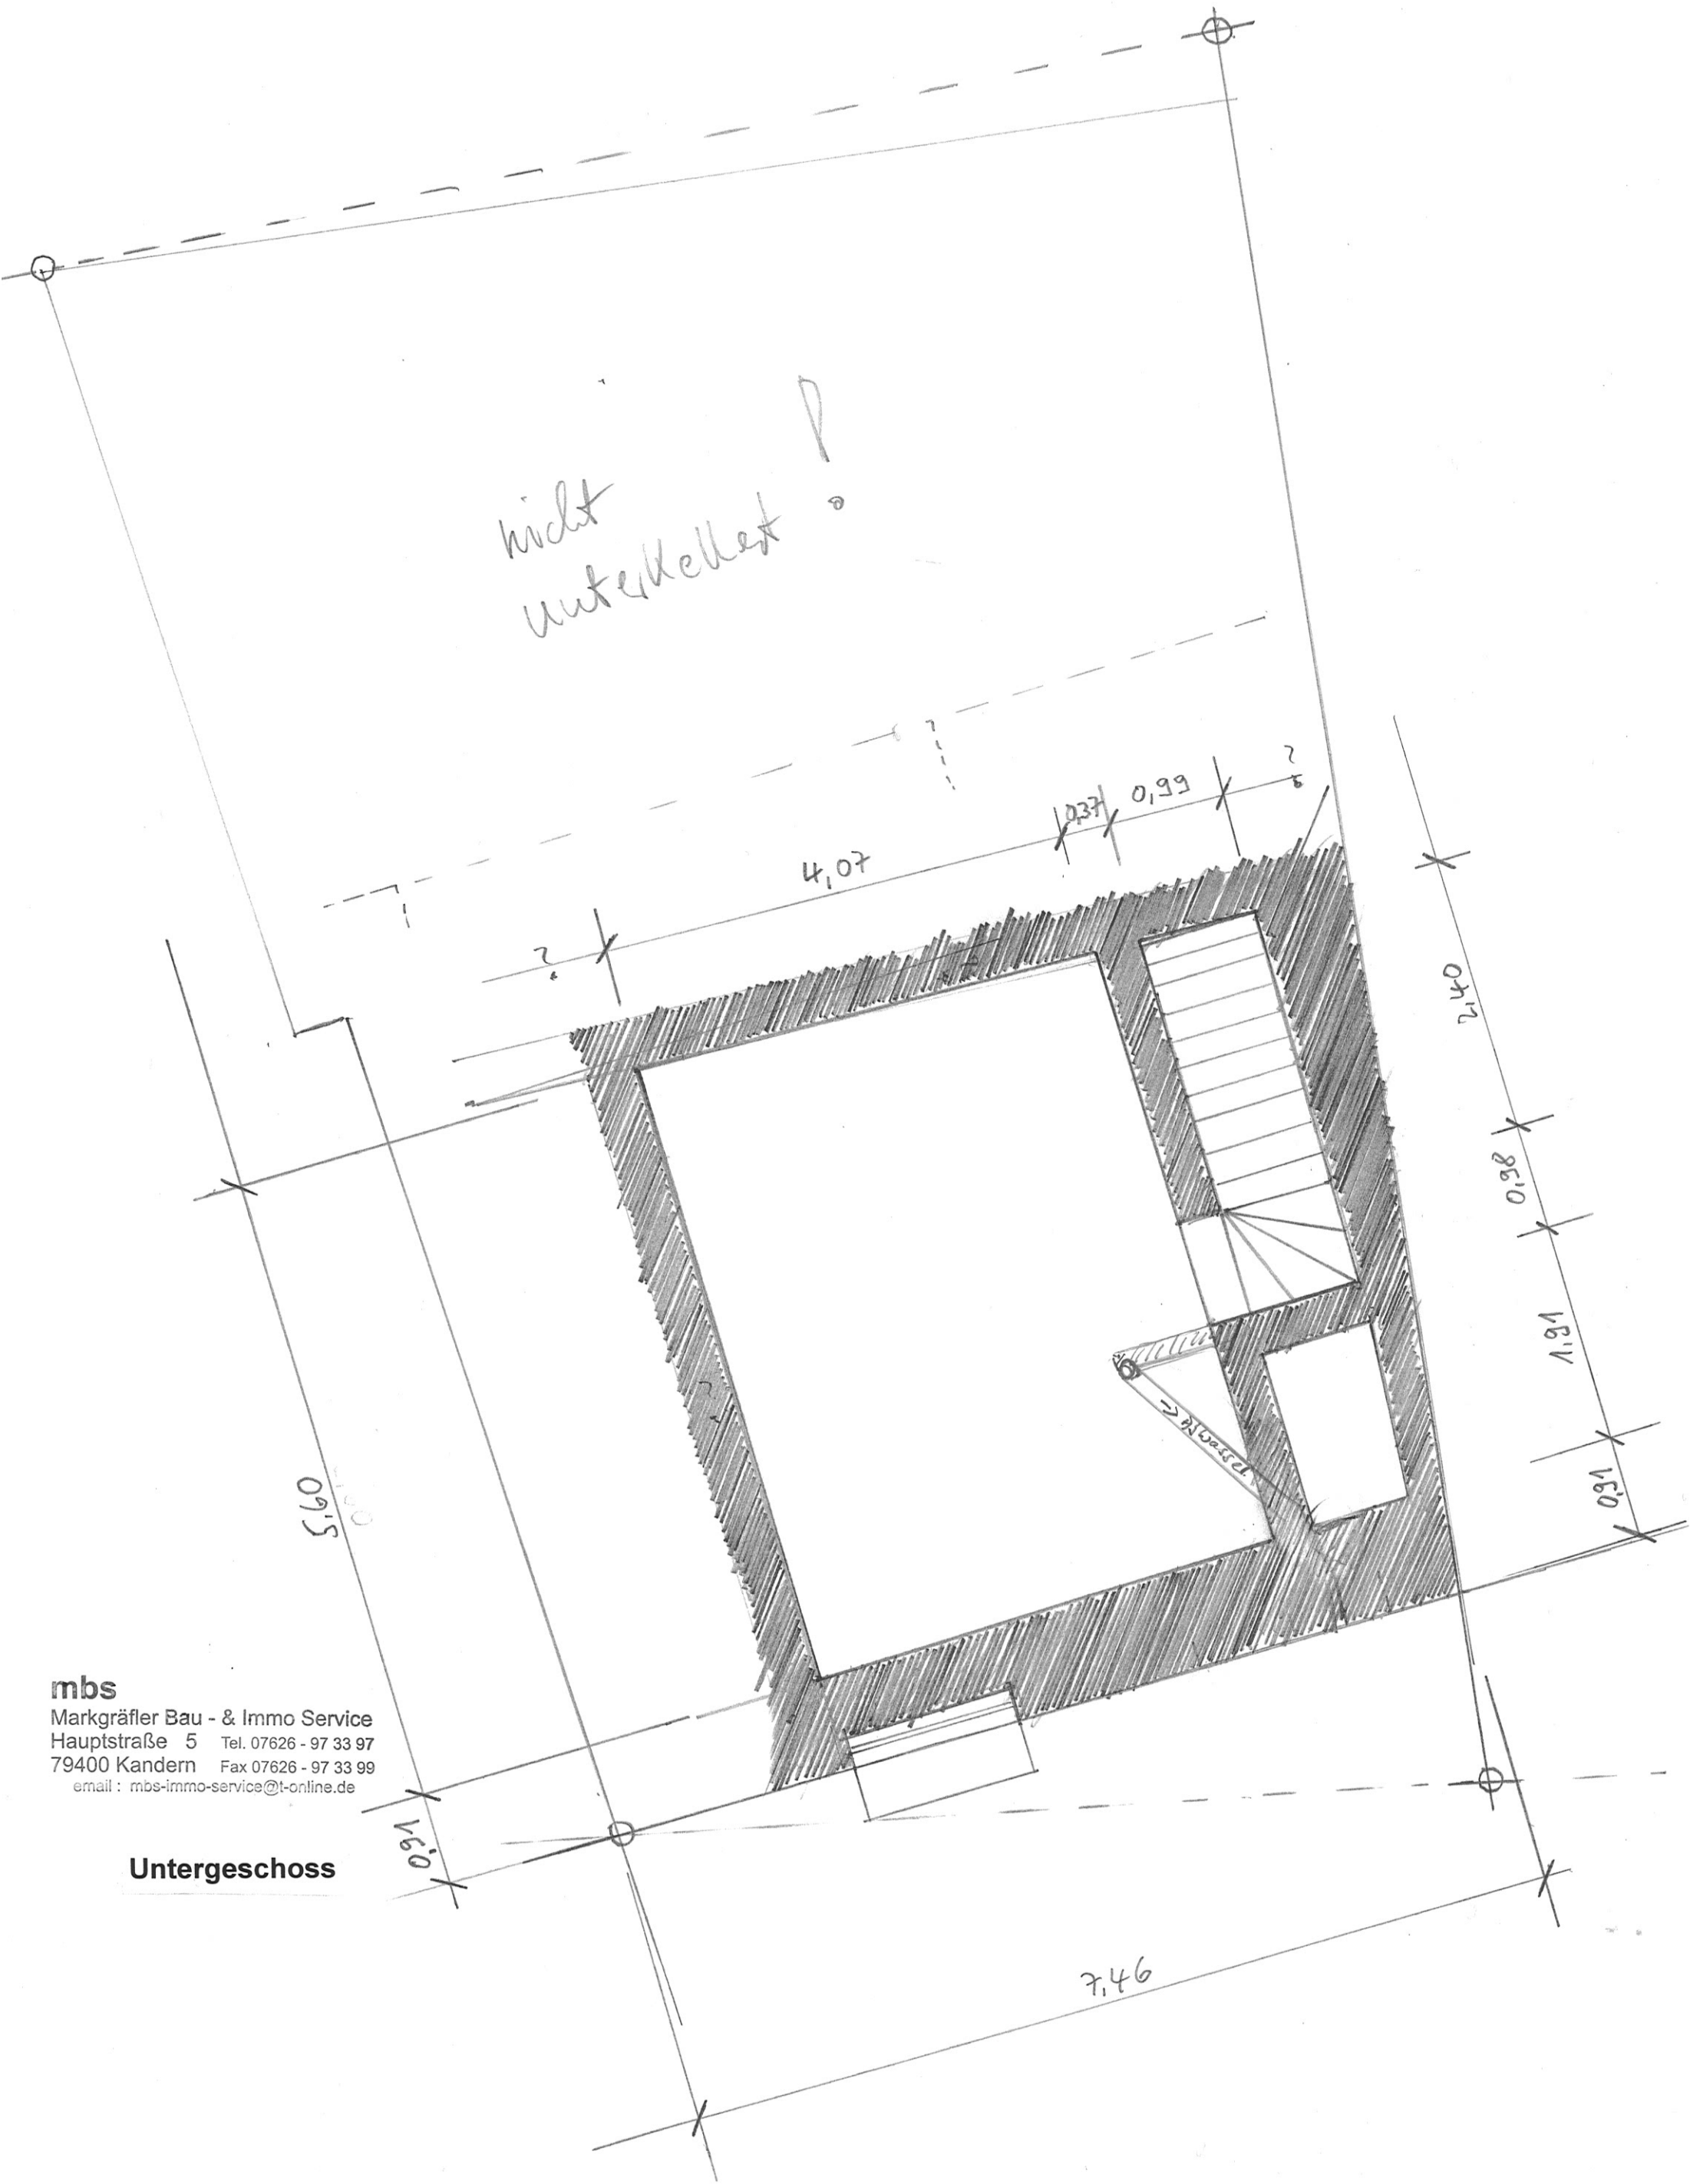 nicht
unterkellert !
?
4,07
0,37
0,99
?
2,40
0,98
1,91
0,91
Abwasser
5,60
0,91
7,46
mbs
Markgräfler Bau - & Immo Service
Hauptstraße 5 Tel. 07626 - 97 33 97
79400 Kandern Fax 07626 - 97 33 99
email : mbs-immo-service@t-online.de
Untergeschoss